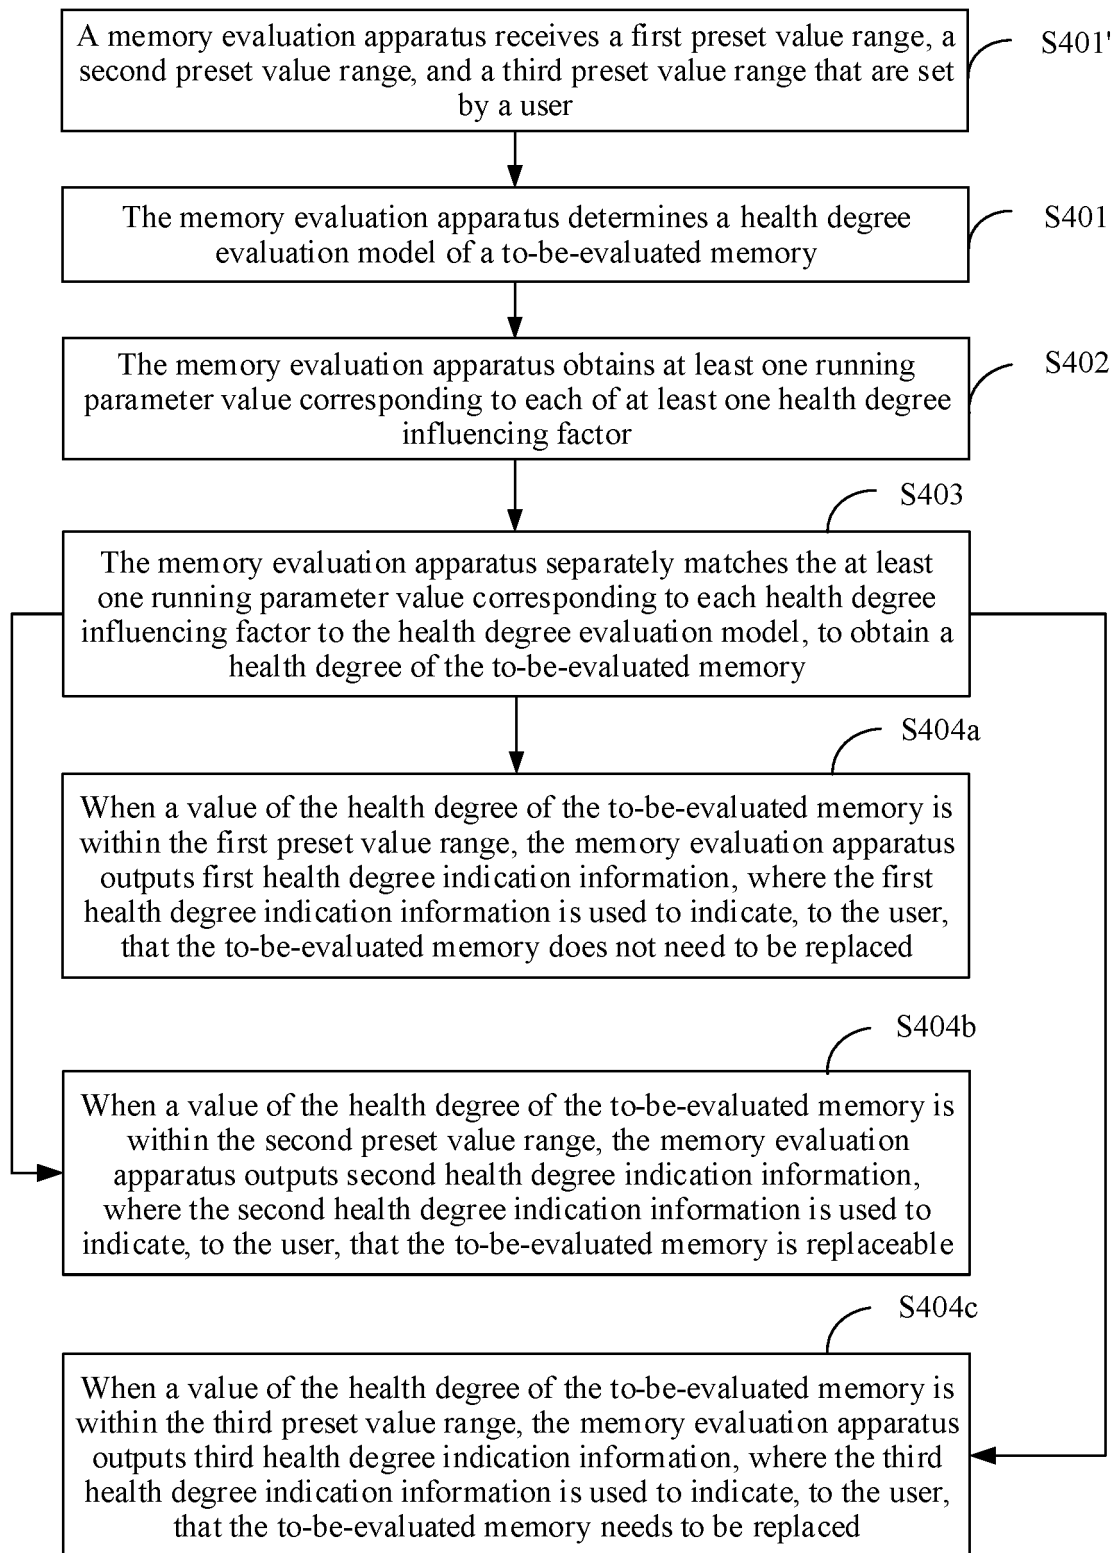 A memory evaluation apparatus receives a first preset value range, a
second preset value range, and a third preset value range that are set
by a user
S401'
The memory evaluation apparatus determines a health degree
evaluation model of a to-be-evaluated memory
S401
The memory evaluation apparatus obtains at least one running
parameter value corresponding to each of at least one health degree
influencing factor
S402
S403
The memory evaluation apparatus separately matches the at least
one running parameter value corresponding to each health degree
influencing factor to the health degree evaluation model, to obtain a
health degree of the to-be-evaluated memory
S404a
When a value of the health degree of the to-be-evaluated memory is
within the first preset value range, the memory evaluation apparatus
outputs first health degree indication information, where the first
health degree indication information is used to indicate, to the user,
that the to-be-evaluated memory does not need to be replaced
S404b
When a value of the health degree of the to-be-evaluated memory is
within the second preset value range, the memory evaluation
apparatus outputs second health degree indication information,
where the second health degree indication information is used to
indicate, to the user, that the to-be-evaluated memory is replaceable
S404c
When a value of the health degree of the to-be-evaluated memory is
within the third preset value range, the memory evaluation apparatus
outputs third health degree indication information, where the third
health degree indication information is used to indicate, to the user,
that the to-be-evaluated memory needs to be replaced